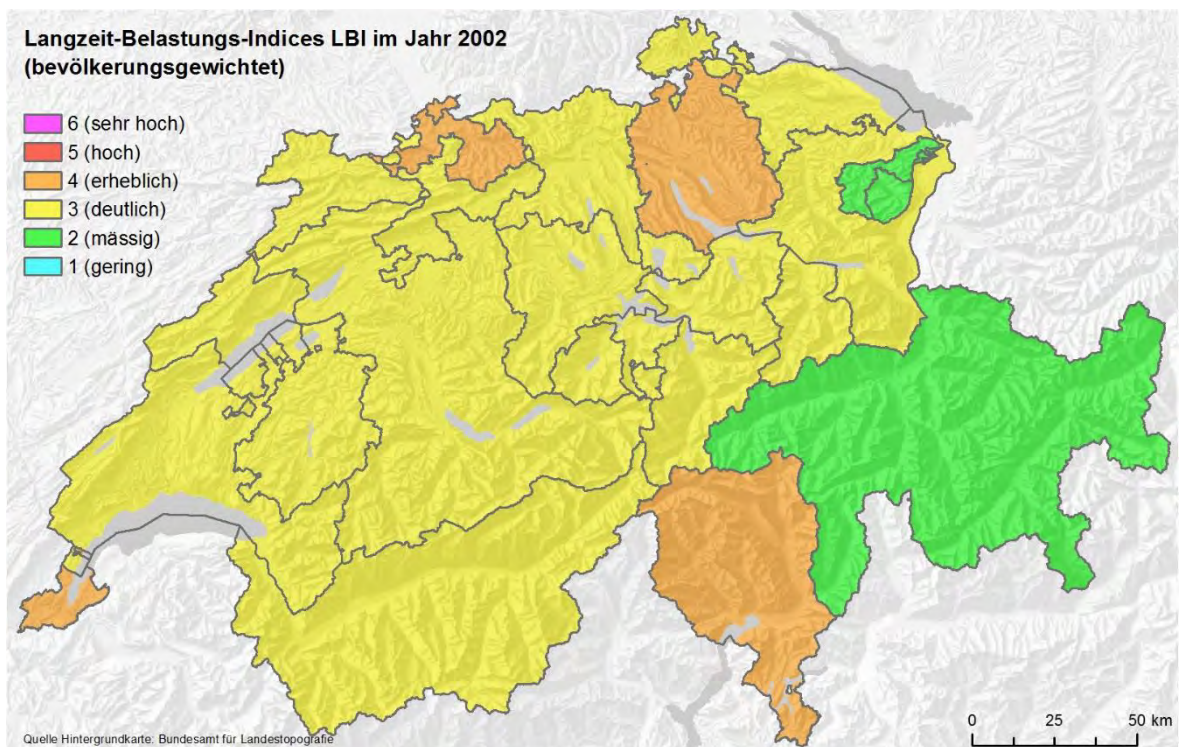 Langzeit-Belastungs-Indices LBI im Jahr 2002
(bevölkerungsgewichtet)
6 (sehr hoch)
5 (hoch)
4 (erheblich)
3 (deutlich)
2 (mässig)
1 (gering)
Quelle Hintergrundkarte: Bundesamt für Landestopografie
0 25 50 km